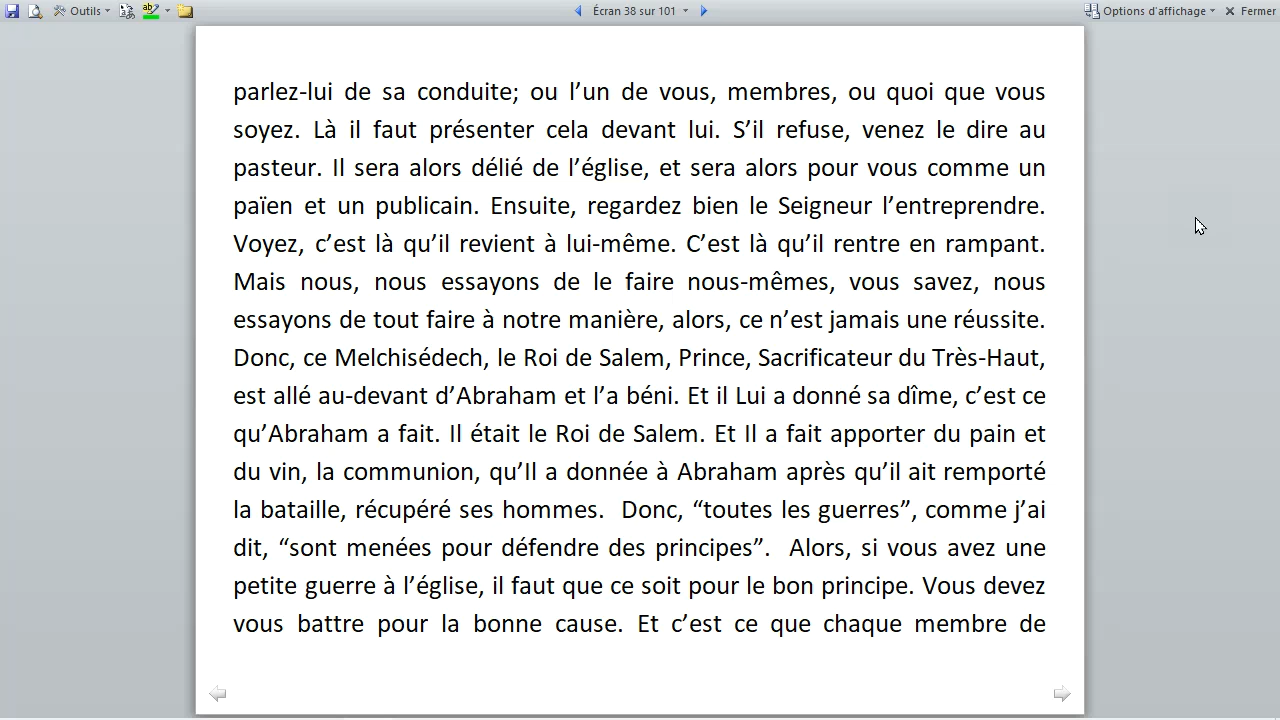 Outils
Écran 38 sur 101
Options d'affichage
Fermer
parlez-lui de sa conduite; ou l’un de vous, membres, ou quoi que vous
soyez. Là il faut présenter cela devant lui. S’il refuse, venez le dire au
pasteur. Il sera alors délié de l’église, et sera alors pour vous comme un
païen et un publicain. Ensuite, regardez bien le Seigneur l’entreprendre.
Voyez, c’est là qu’il revient à lui-même. C’est là qu’il rentre en rampant.
Mais nous, nous essayons de le faire nous-mêmes, vous savez, nous
essayons de tout faire à notre manière, alors, ce n’est jamais une réussite.
Donc, ce Melchisédech, le Roi de Salem, Prince, Sacrificateur du Très-Haut,
est allé au-devant d’Abraham et l’a béni. Et il Lui a donné sa dîme, c’est ce
qu’Abraham a fait. Il était le Roi de Salem. Et Il a fait apporter du pain et
du vin, la communion, qu’Il a donnée à Abraham après qu’il ait remporté
la bataille, récupéré ses hommes.  Donc, “toutes les guerres”, comme j’ai
dit, “sont menées pour défendre des principes”.  Alors, si vous avez une
petite guerre à l’église, il faut que ce soit pour le bon principe. Vous devez
vous battre pour la bonne cause. Et c’est ce que chaque membre de